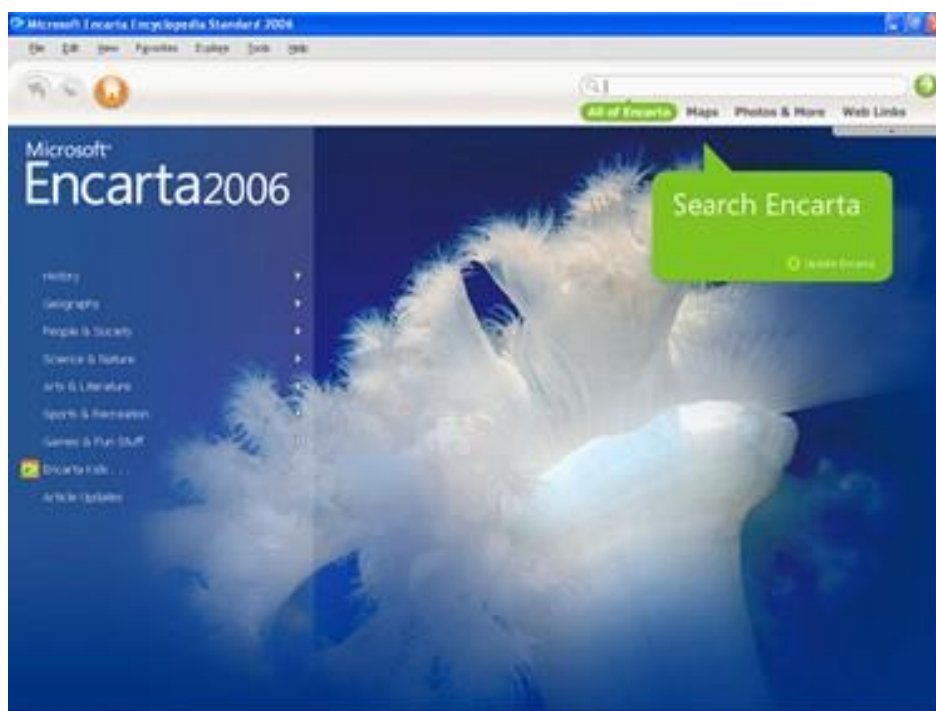 Microsoft Encarta Encyclopedia Standard 2006
File Edit View Favorites Explore Tools Help
All of Encarta Maps Photos & More Web Links
Microsoft®
Encarta2006
Search Encarta
Update Encarta
History
Geography
People & Society
Science & Nature
Arts & Literature
Sports & Recreation
Games & Fun Stuff
Encarta Kids . . .
Article Updates